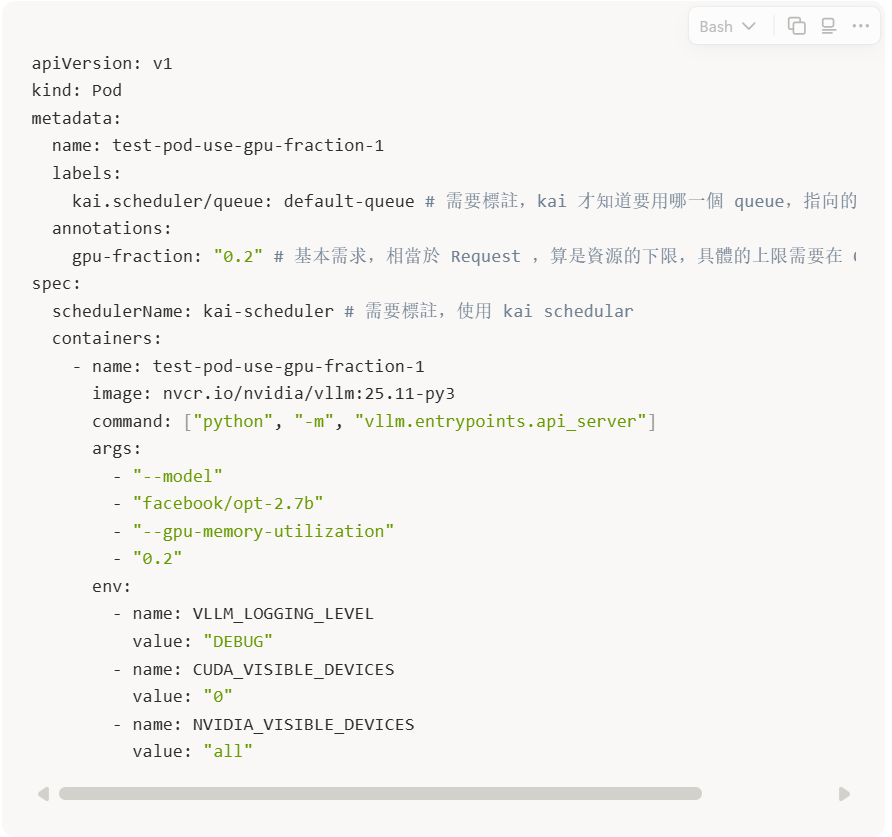 Bash
apiVersion: v1
kind: Pod
metadata:
  name: test-pod-use-gpu-fraction-1
  labels:
    kai.scheduler/queue: default-queue # 需要標註，kai 才知道要用哪一個 queue，指向的
  annotations:
    gpu-fraction: "0.2" # 基本需求，相當於 Request ，算是資源的下限，具體的上限需要在
spec:
  schedulerName: kai-scheduler # 需要標註，使用 kai schedular
  containers:
    - name: test-pod-use-gpu-fraction-1
      image: nvcr.io/nvidia/vllm:25.11-py3
      command: ["python", "-m", "vllm.entrypoints.api_server"]
      args:
        - "--model"
        - "facebook/opt-2.7b"
        - "--gpu-memory-utilization"
        - "0.2"
      env:
        - name: VLLM_LOGGING_LEVEL
          value: "DEBUG"
        - name: CUDA_VISIBLE_DEVICES
          value: "0"
        - name: NVIDIA_VISIBLE_DEVICES
          value: "all"